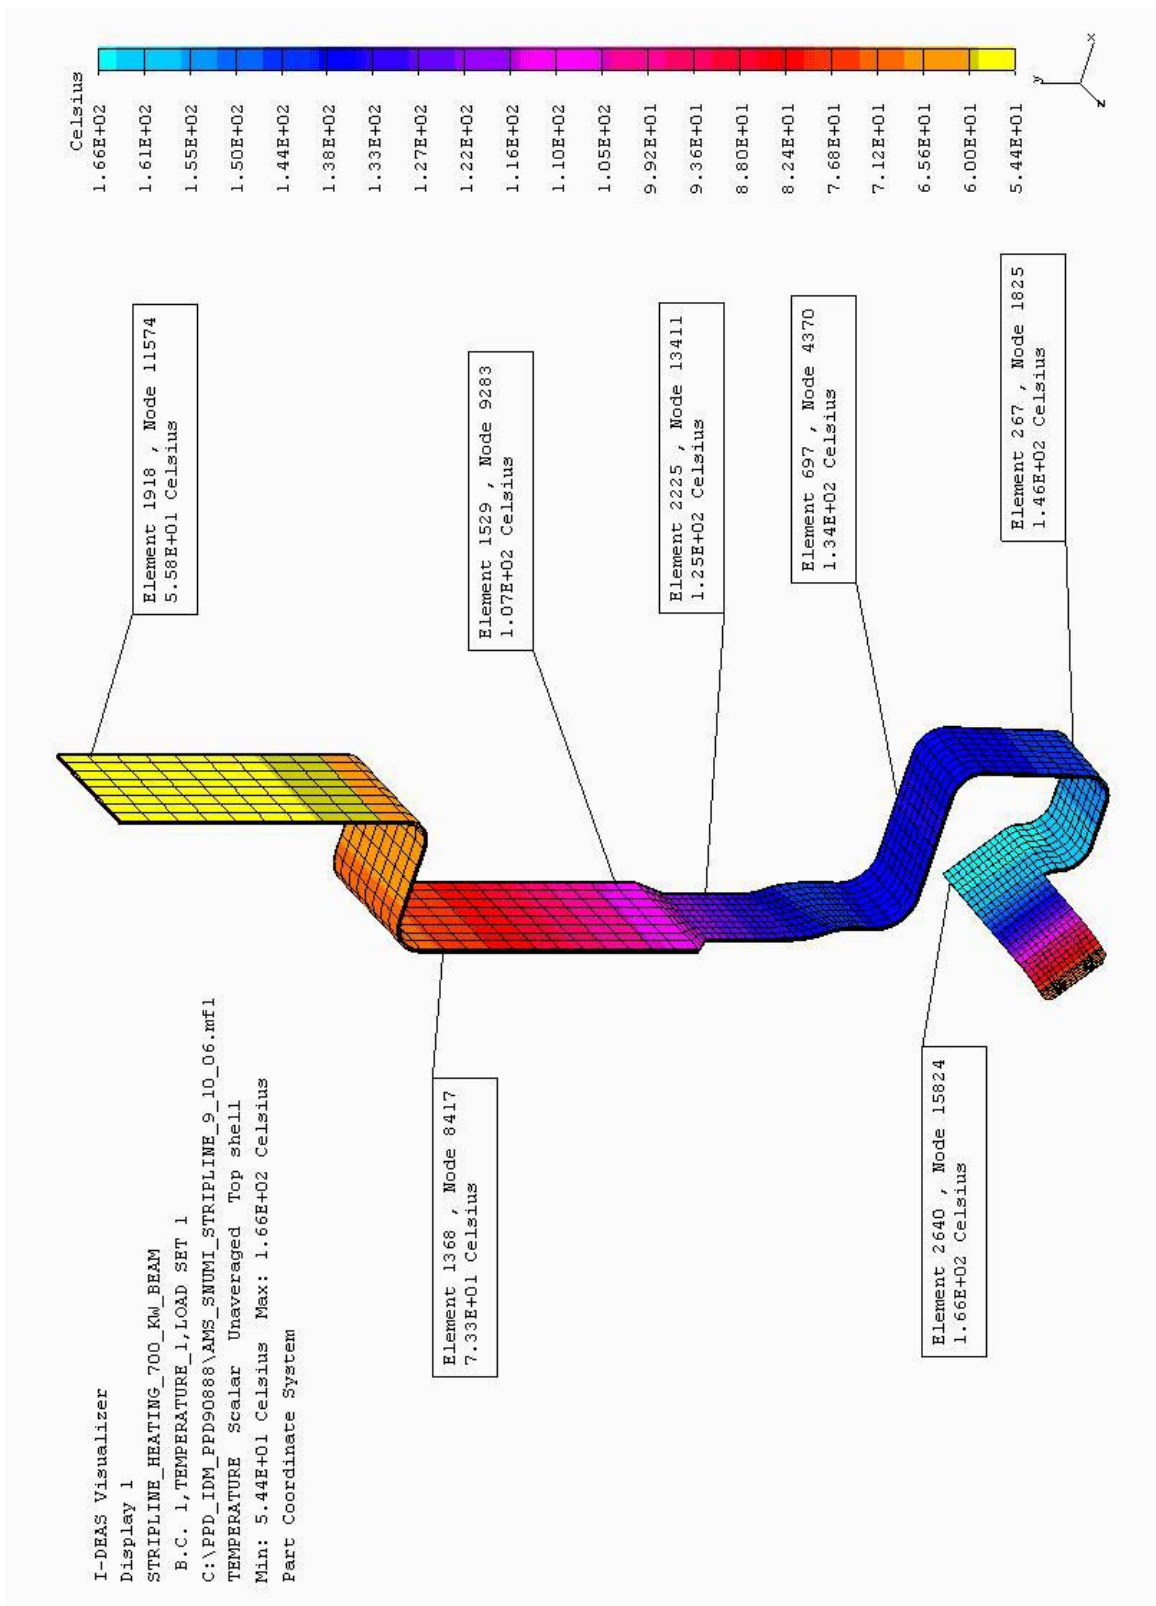 I-DEAS Visualizer
Display 1
STRIPLINE_HEATING_700_KW_BEAM
B.C. 1,TEMPERATURE_1,LOAD SET 1
C:\PPD_IDM_PPD90888\AMS_SNUMI_STRIPLINE_9_10_06.mf1
TEMPERATURE Scalar Unaveraged Top shell
Min: 5.44E+01 Celsius Max: 1.66E+02 Celsius
Part Coordinate System
Element 1918 , Node 11574
5.58E+01 Celsius
Element 1368 , Node 8417
7.33E+01 Celsius
Element 1529 , Node 9283
1.07E+02 Celsius
Element 2225 , Node 13411
1.25E+02 Celsius
Element 697 , Node 4370
1.34E+02 Celsius
Element 2640 , Node 15824
1.66E+02 Celsius
Element 267 , Node 1825
1.46E+02 Celsius
Celsius
1.66E+02
1.61E+02
1.55E+02
1.50E+02
1.44E+02
1.38E+02
1.33E+02
1.27E+02
1.22E+02
1.16E+02
1.10E+02
1.05E+02
9.92E+01
9.36E+01
8.80E+01
8.24E+01
7.68E+01
7.12E+01
6.56E+01
6.00E+01
5.44E+01
x
y
z